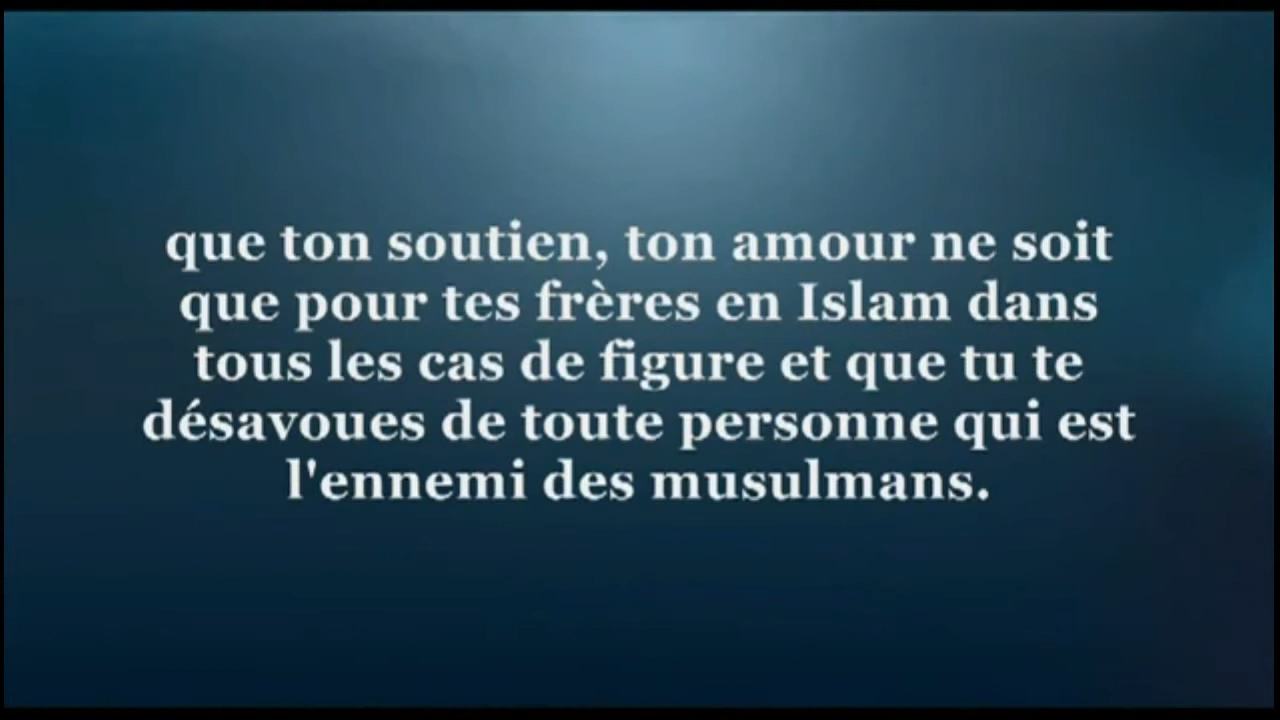 que ton soutien, ton amour ne soit
que pour tes frères en Islam dans
tous les cas de figure et que tu te
désavoues de toute personne qui est
l'ennemi des musulmans.